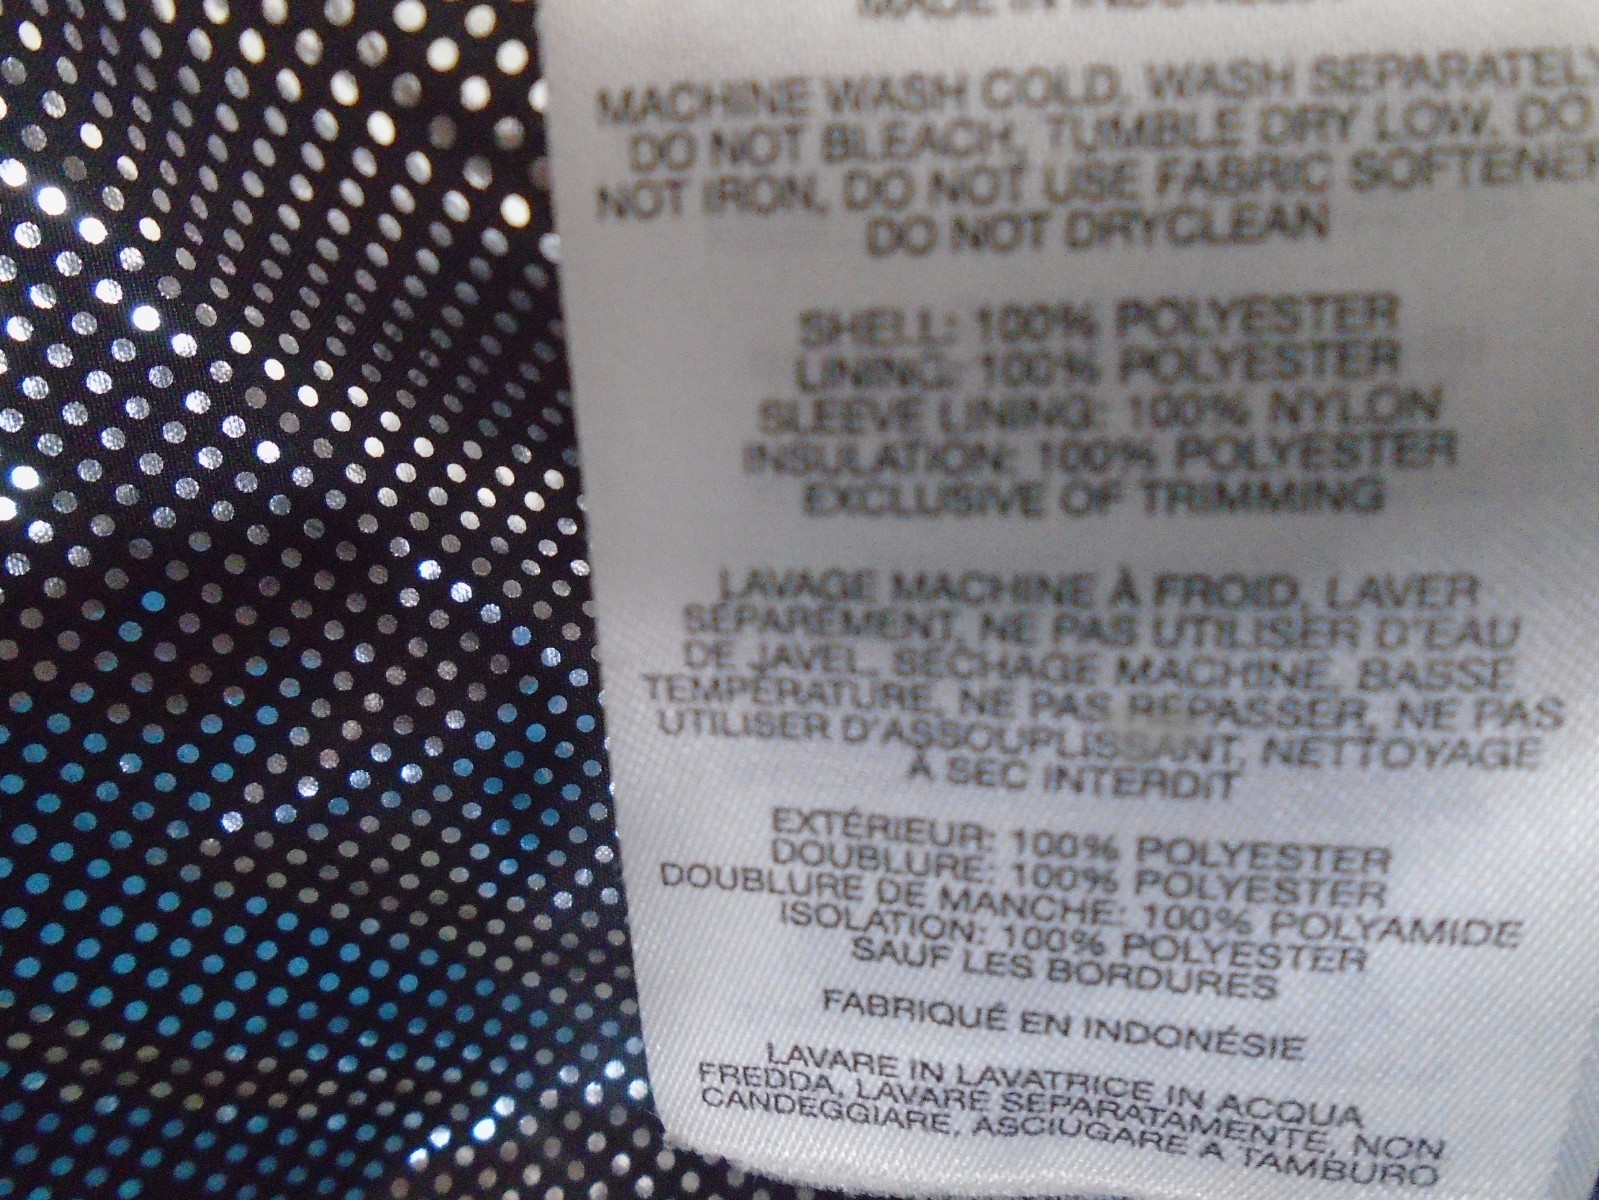 MADE IN INDONESIA
MACHINE WASH COLD, WASH SEPARATELY
DO NOT BLEACH, TUMBLE DRY LOW, DO
NOT IRON, DO NOT USE FABRIC SOFTENER
DO NOT DRYCLEAN
SHELL: 100% POLYESTER
LINING: 100% POLYESTER
SLEEVE LINING: 100% NYLON
INSULATION: 100% POLYESTER
EXCLUSIVE OF TRIMMING
LAVAGE MACHINE À FROID, LAVER
SÉPARÉMENT, NE PAS UTILISER D'EAU
DE JAVEL, SÉCHAGE MACHINE, BASSE
TEMPÉRATURE, NE PAS REPASSER, NE PAS
UTILISER D'ASSOUPLISSANT, NETTOYAGE
À SEC INTERDIT
EXTÉRIEUR: 100% POLYESTER
DOUBLURE: 100% POLYESTER
DOUBLURE DE MANCHE: 100% POLYAMIDE
ISOLATION: 100% POLYESTER
SAUF LES BORDURES
FABRIQUÉ EN INDONÉSIE
LAVARE IN LAVATRICE IN ACQUA
FREDDA, LAVARE SEPARATAMENTE, NON
CANDEGGIARE, ASCIUGARE A TAMBURO